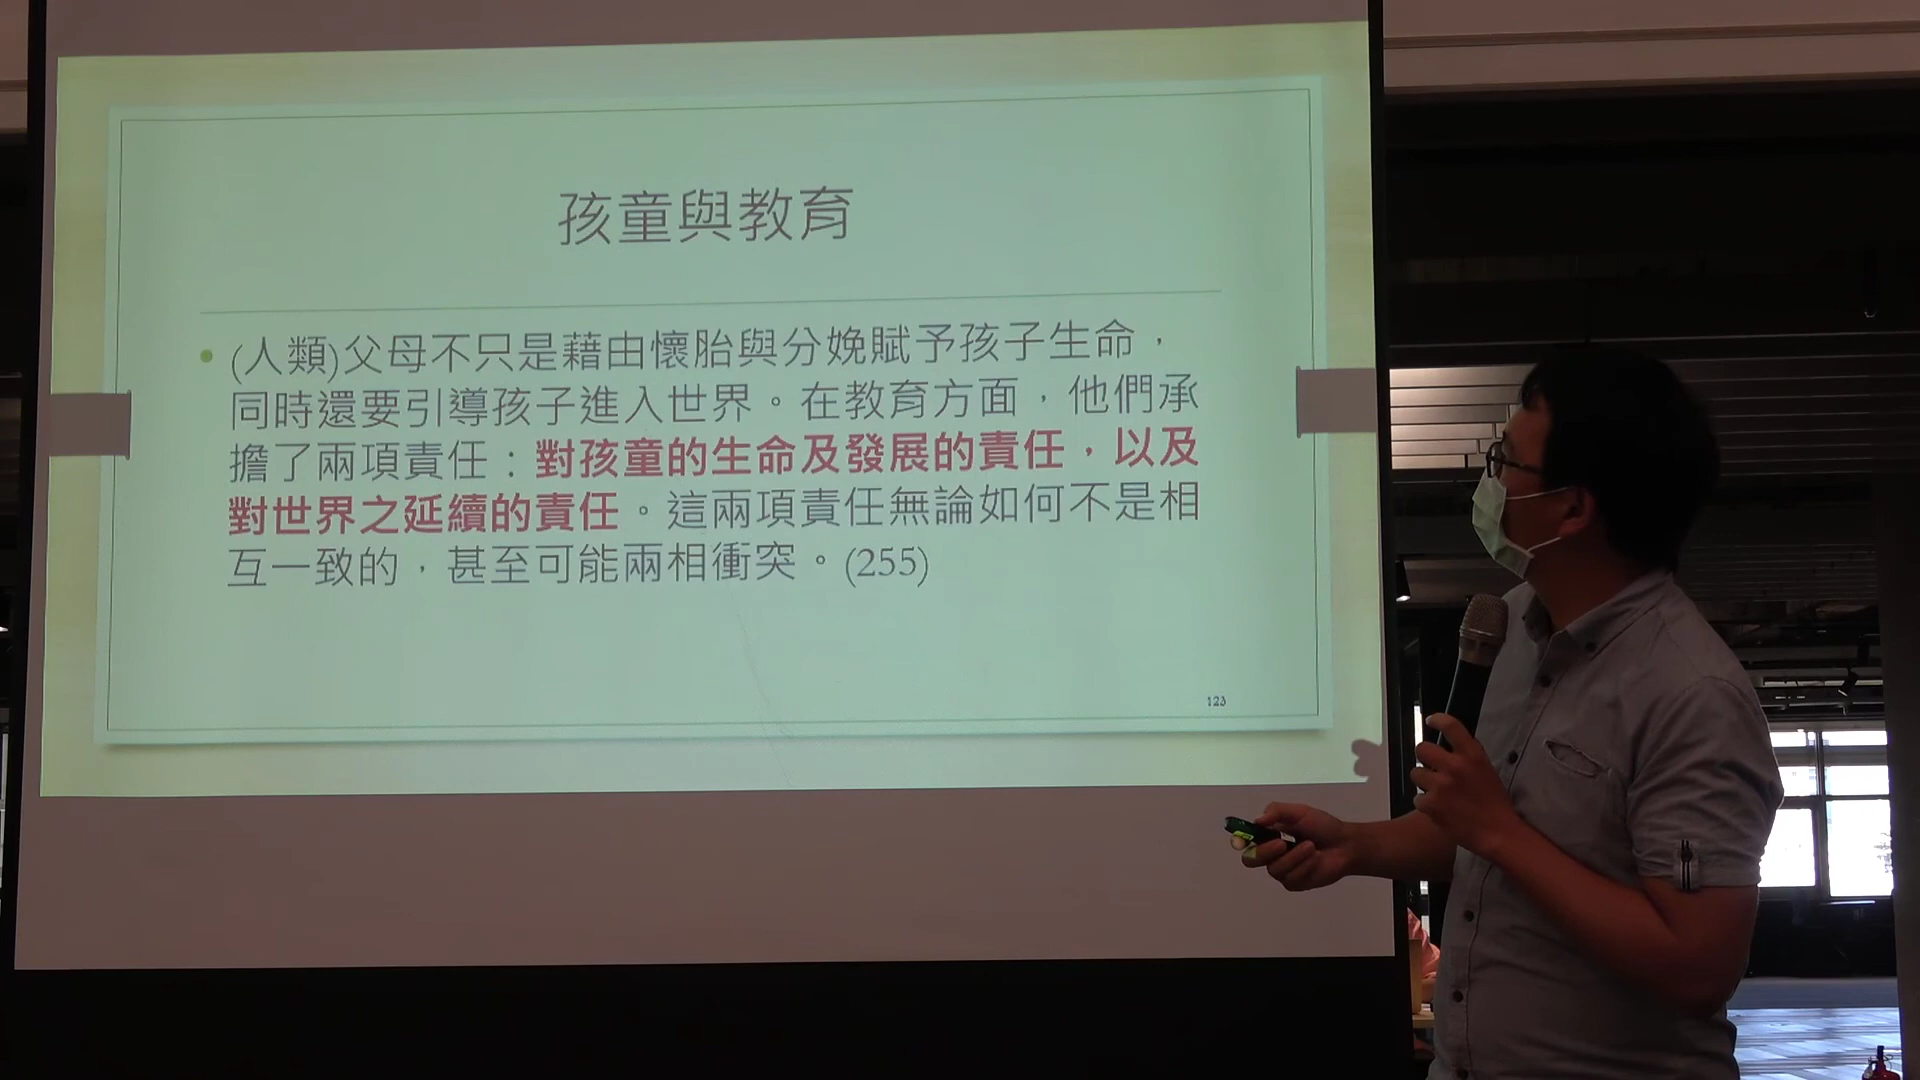 孩童與教育
(人類)父母不只是藉由懷胎與分娩賦予孩子生命，
同時還要引導孩子進入世界。在教育方面，他們承
擔了兩項責任：對孩童的生命及發展的責任，以及
對世界之延續的責任。這兩項責任無論如何不是相
互一致的，甚至可能兩相衝突。(255)
123